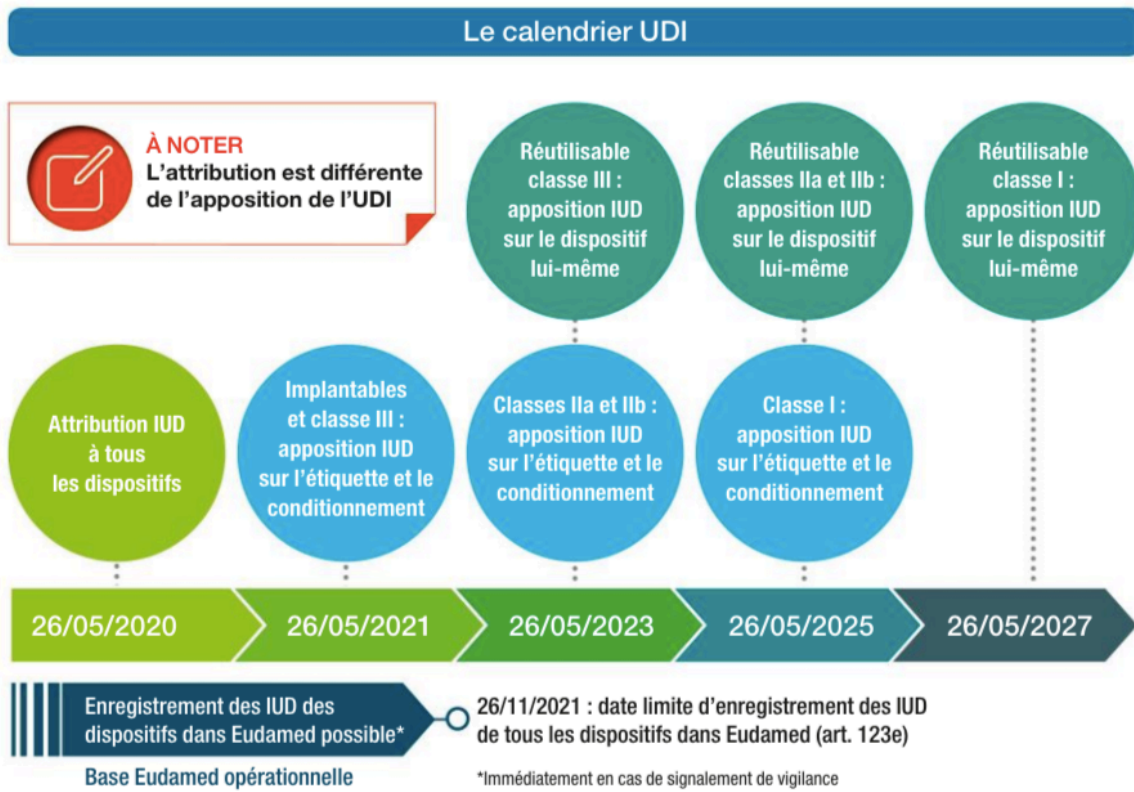 Le calendrier UDI
À NOTER
L'attribution est différente
de l'apposition de l'UDI
Réutilisable
classe III :
apposition IUD
sur le dispositif
lui-même
Réutilisable
classes IIa et IIb :
apposition IUD
sur le dispositif
lui-même
Réutilisable
classe I :
apposition IUD
sur le dispositif
lui-même
Attribution IUD
à tous
les dispositifs
Implantables
et classe III :
apposition IUD
sur l'étiquette et le
conditionnement
Classes IIa et IIb :
apposition IUD
sur l'étiquette et le
conditionnement
Classe I :
apposition IUD
sur l'étiquette et le
conditionnement
26/05/2020
26/05/2021
26/05/2023
26/05/2025
26/05/2027
Enregistrement des IUD des
dispositifs dans Eudamed possible*
Base Eudamed opérationnelle
26/11/2021 : date limite d'enregistrement des IUD
de tous les dispositifs dans Eudamed (art. 123e)
*Immédiatement en cas de signalement de vigilance